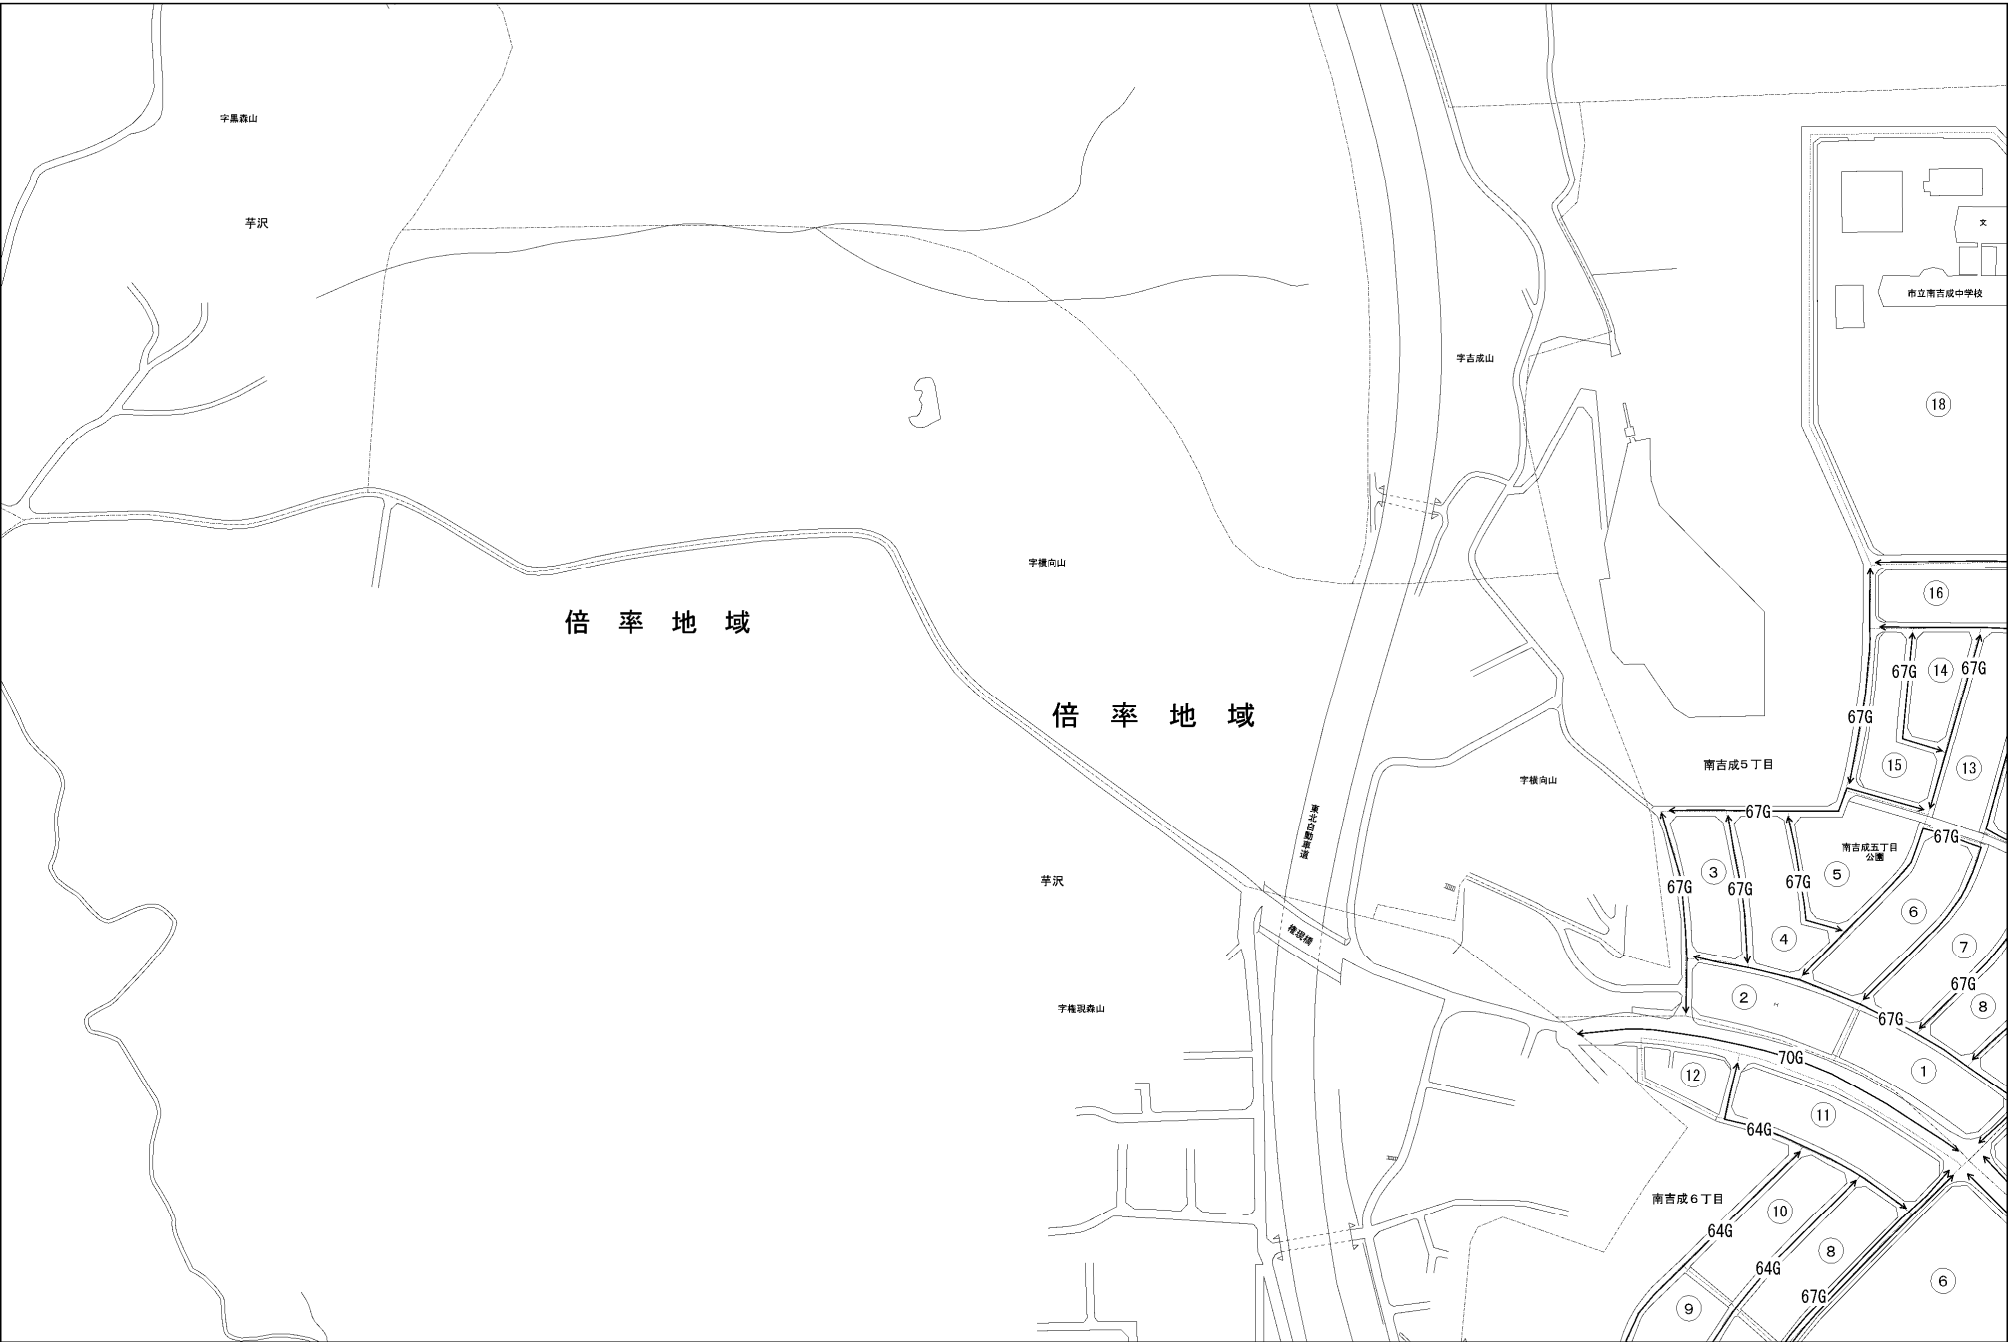 字黒森山
芋沢
文
市立南吉成中学校
字吉成山
18
字横向山
16
倍率地域
14
67G
67G
倍率地域
67G
南吉成5丁目
15
13
字横向山
67G
東北自動車道
67G
南吉成五丁目
公園
3
5
67G
67G
67G
芋沢
6
権現橋
4
7
67G
2
8
字権現森山
67G
70G
12
1
11
64G
南吉成6丁目
10
64G
8
64G
6
67G
9